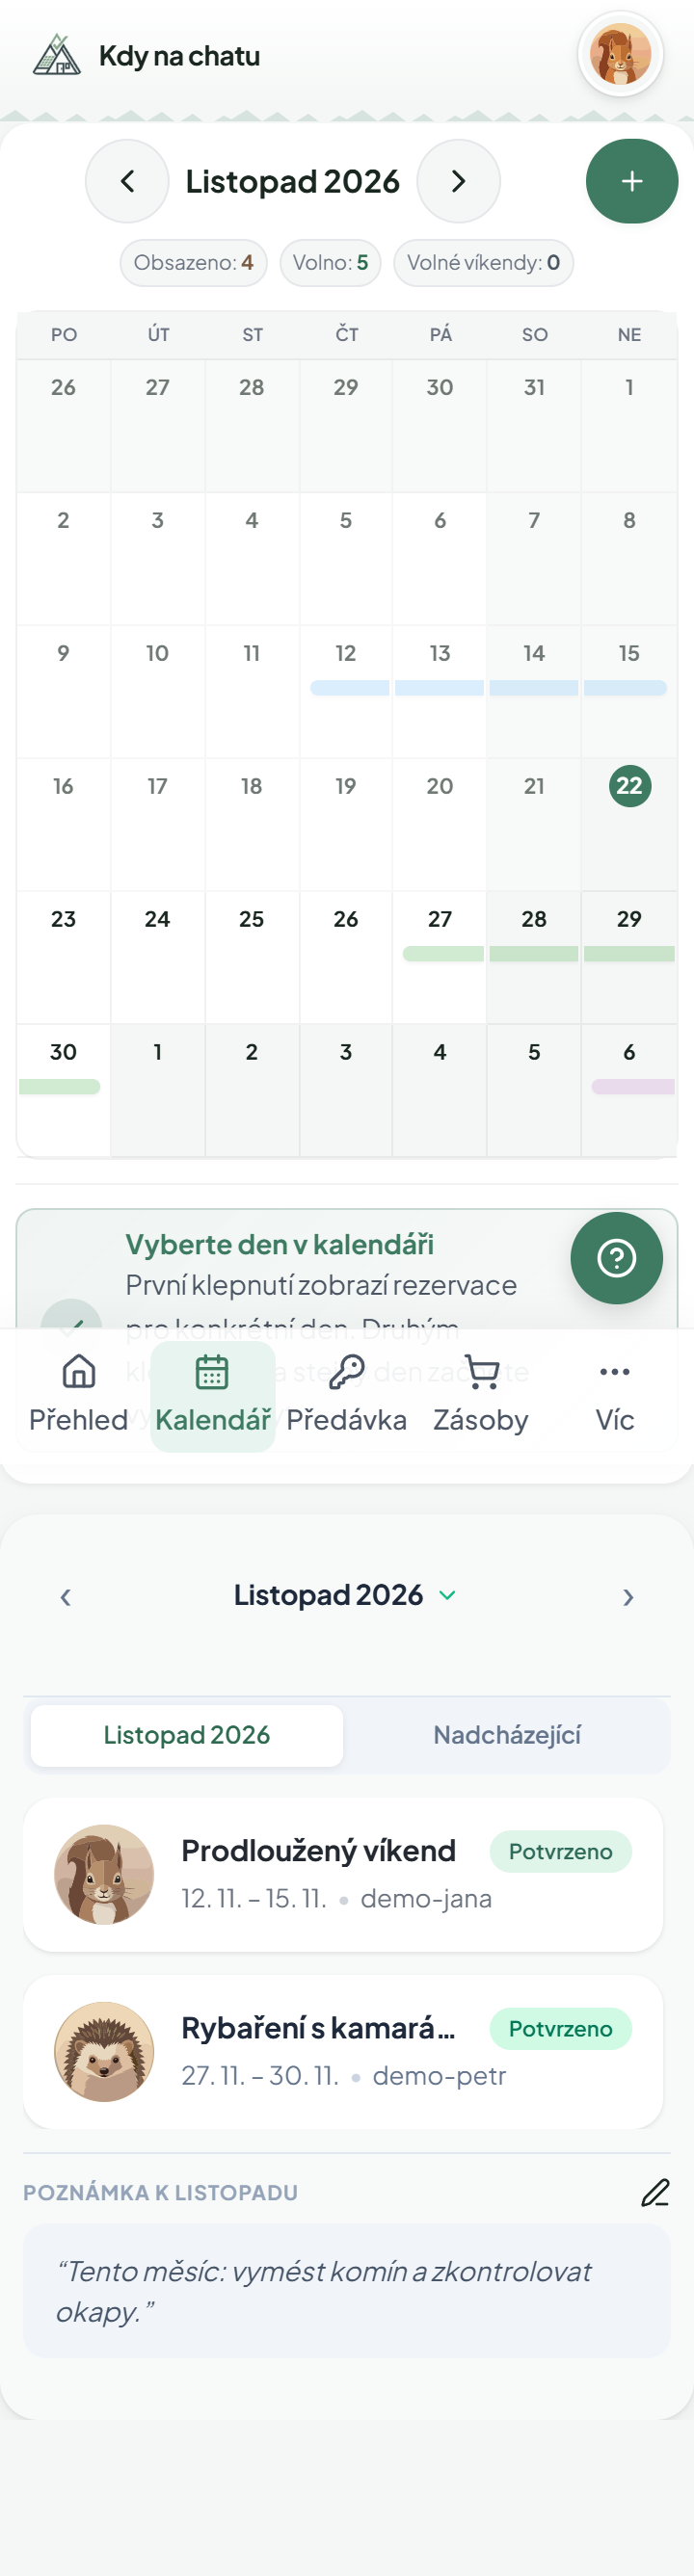 Kdy na chatu
Listopad 2026
Obsazeno: 4 Volno: 5 Volné víkendy: 0
PO ÚT ST ČT PÁ SO NE
26 27 28 29 30 31 1
2 3 4 5 6 7 8
9 10 11 12 13 14 15
16 17 18 19 20 21 22
23 24 25 26 27 28 29
30 1 2 3 4 5 6
Vyberte den v kalendáři
První klepnutí zobrazí rezervace
pro konkrétní den. Druhým
a stejný den začnete
Přehled Kalendář Předávka Zásoby Víc
Listopad 2026
Listopad 2026 Nadcházející
Prodloužený víkend Potvrzeno
12. 11. – 15. 11. • demo-jana
Rybaření s kamará… Potvrzeno
27. 11. – 30. 11. • demo-petr
POZNÁMKA K LISTOPADU
“Tento měsíc: vymést komín a zkontrolovat
okapy.”